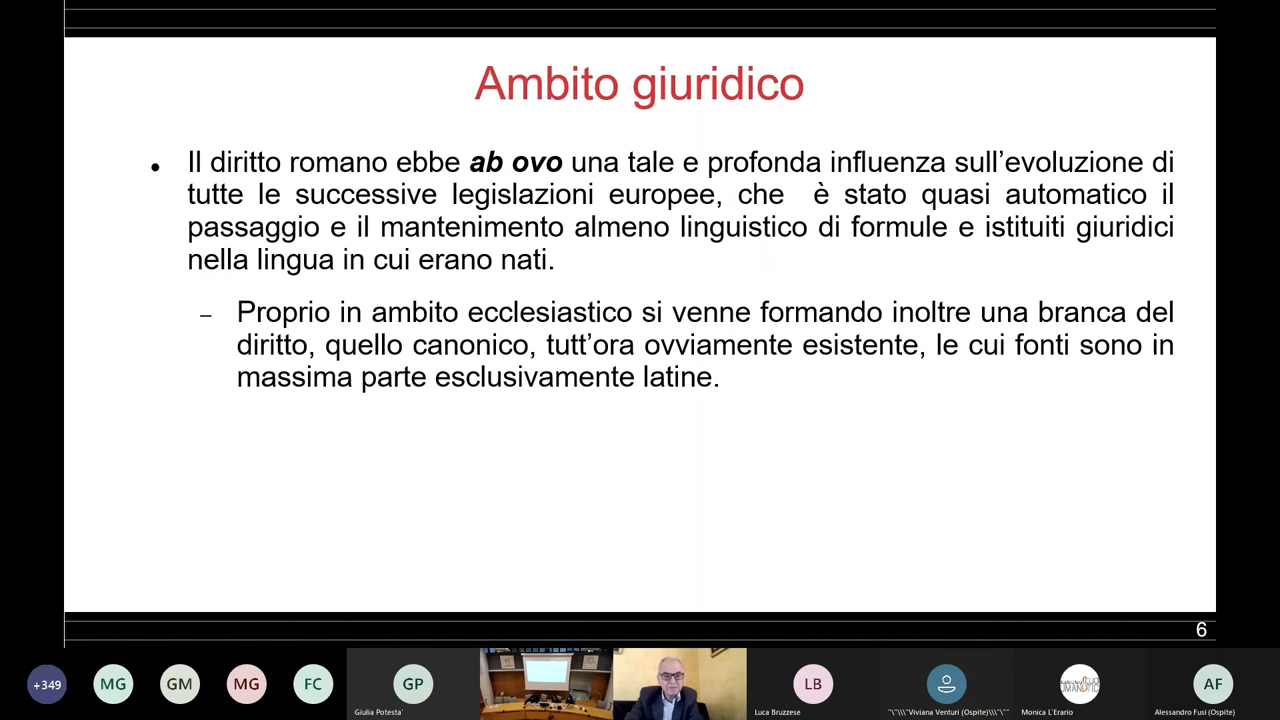 Ambito giuridico
● Il diritto romano ebbe ab ovo una tale e profonda influenza sull’evoluzione di
tutte le successive legislazioni europee, che è stato quasi automatico il
passaggio e il mantenimento almeno linguistico di formule e istituiti giuridici
nella lingua in cui erano nati.
– Proprio in ambito ecclesiastico si venne formando inoltre una branca del
diritto, quello canonico, tutt’ora ovviamente esistente, le cui fonti sono in
massima parte esclusivamente latine.
6
+349 MG GM MG FC GP LB AF
Giulia Potesta' Luca Bruzzese "\"\\\"Viviana Venturi (Ospite)\\\"\"" Monica L'Erario Alessandro Fusi (Ospite)